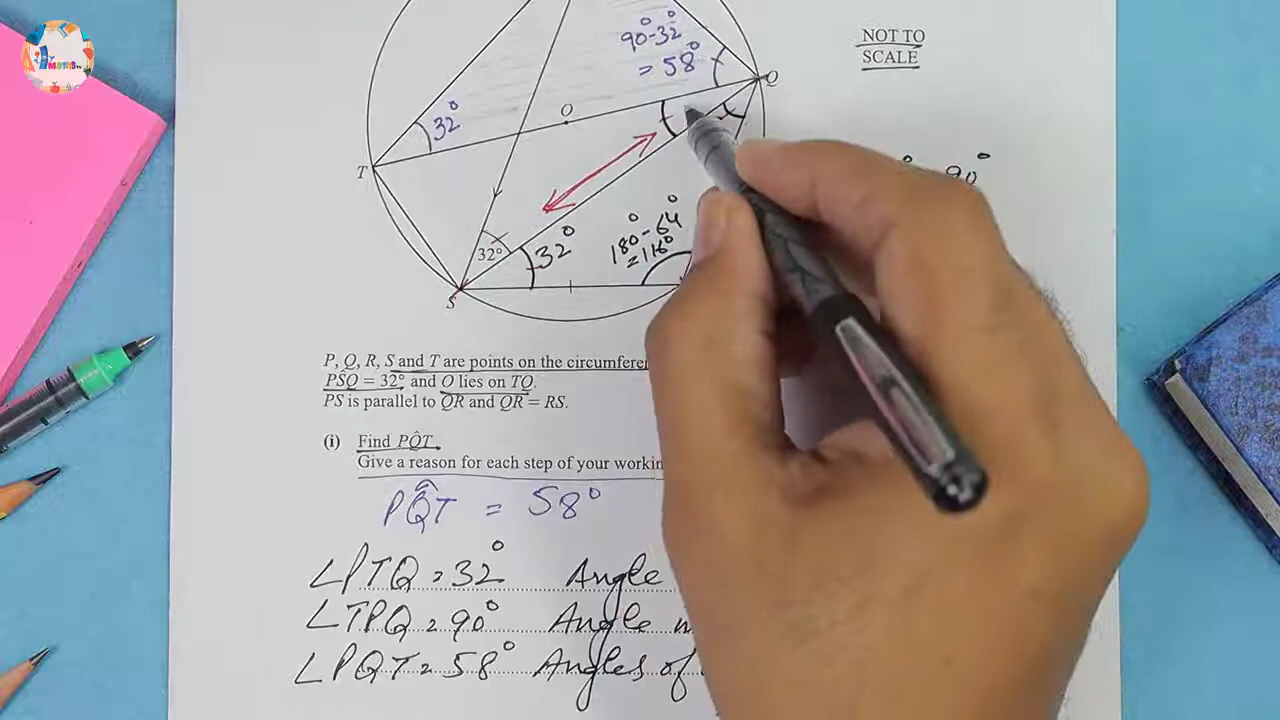 MATHS
90°-32°
= 58°
NOT TO
SCALE
Q
32°
O
T
90°
180°-64°
=116°
32°
32°
S
P, Q, R, S and T are points on the
PŜQ = 32° and O lies on TQ.
PS is parallel to QR and QR = RS.
(i) Find PQ̂T.
Give a reason for each step of your
PQ̂T = 58°
∠PTQ = 32° Angle
∠TPQ = 90° Angle
∠PQT = 58° Angles of